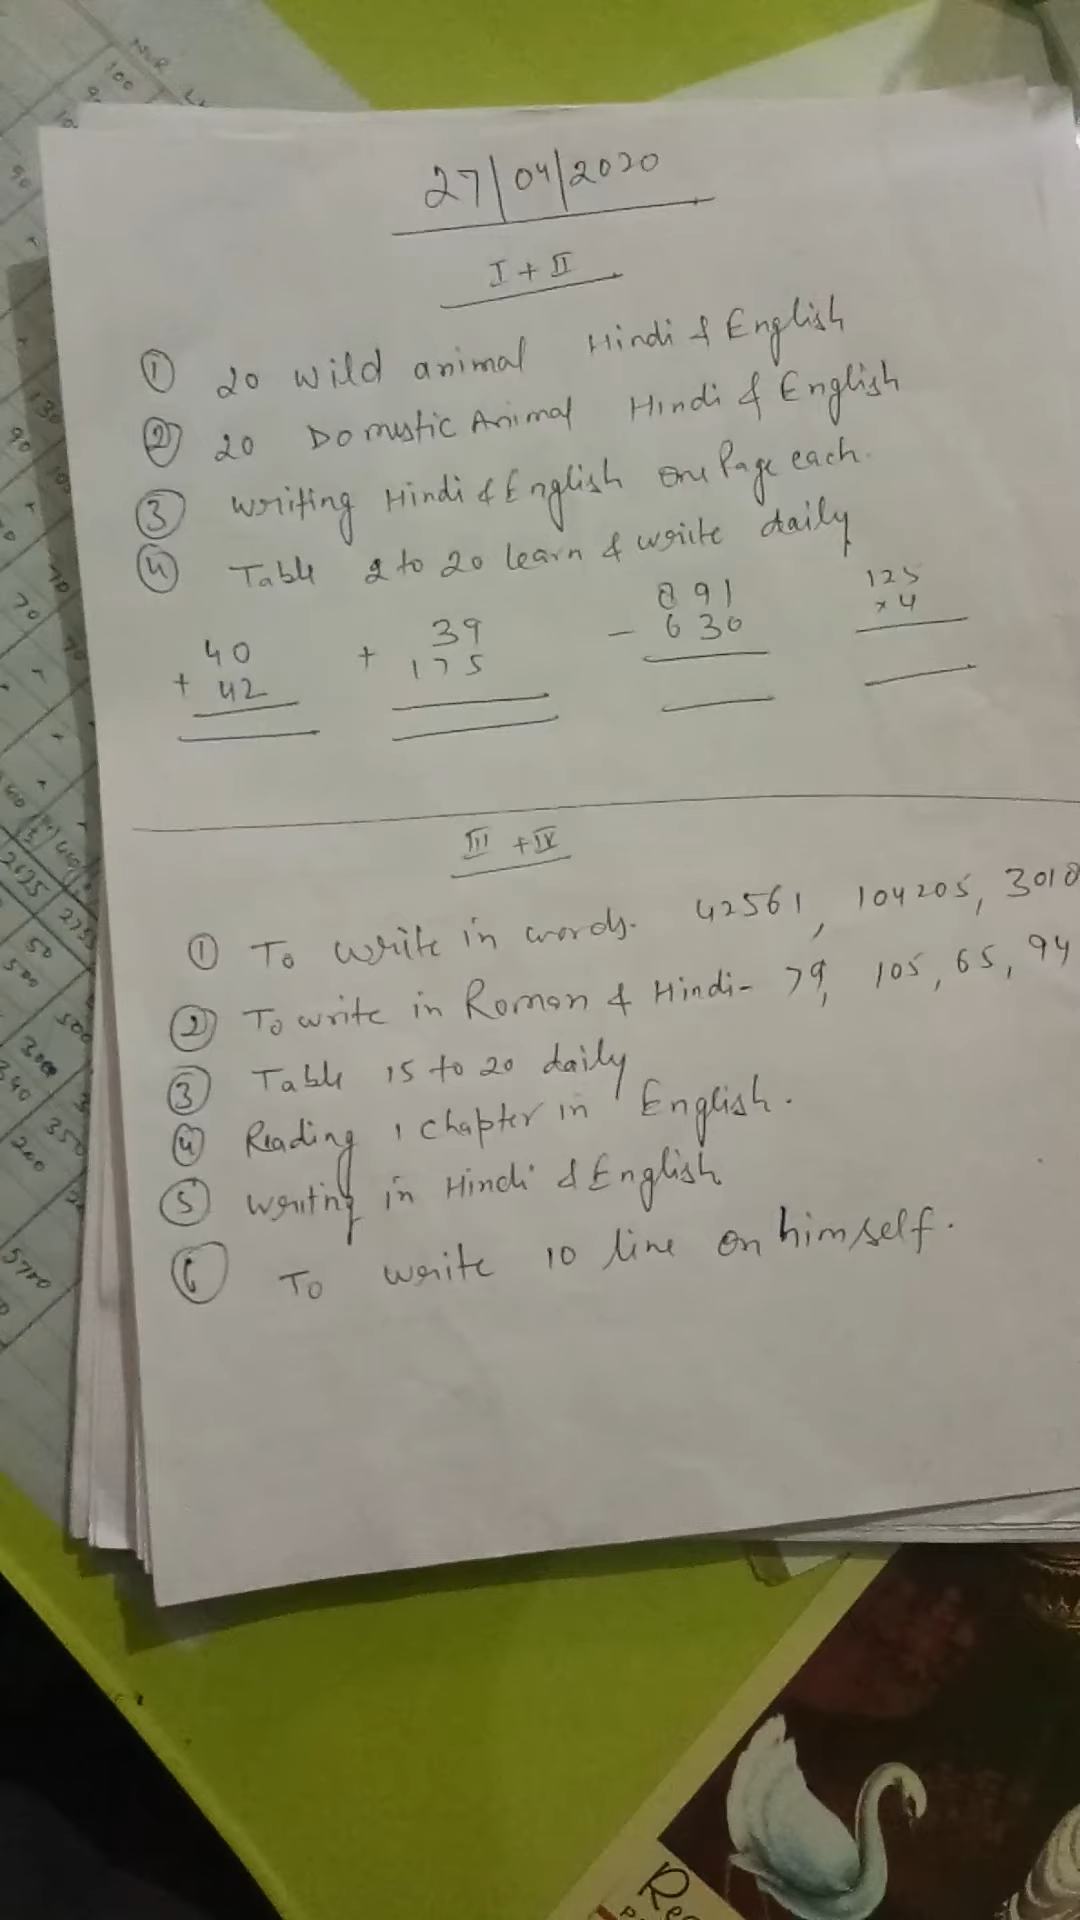 27/04/2020
I + II
① 20 wild animal Hindi & English
② 20 Domestic Animal Hindi & English
③ Writing Hindi & English one Page each.
④ Table 2 to 20 learn & write daily
40 + 39 891 125
+ 42 175 - 630 × 4
III + IV
① To write in words. 42561, 104205, 3010
② To write in Roman & Hindi - 79, 105, 65, 94
③ Table 15 to 20 daily
④ Reading 1 chapter in English.
⑤ writing in Hindi & English
⑥ To write 10 line on himself.